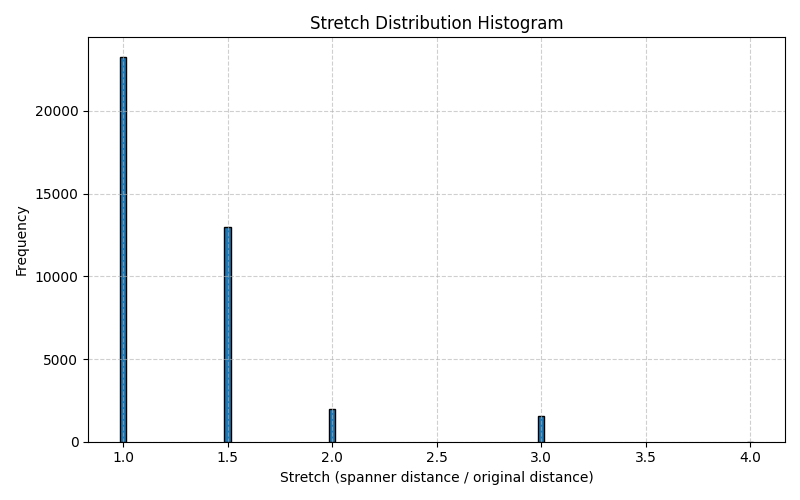 Stretch Distribution Histogram
Frequency
20000
15000
10000
5000
0
1.0 1.5 2.0 2.5 3.0 3.5 4.0
Stretch (spanner distance / original distance)